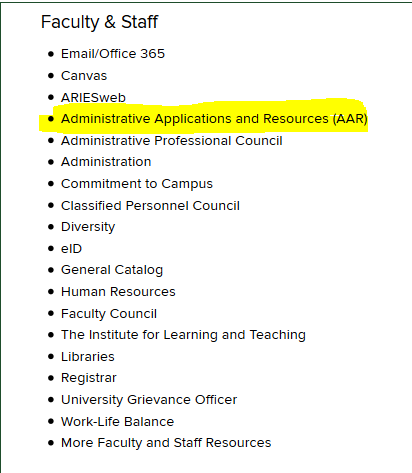 Faculty & Staff
Email/Office 365
Canvas
ARIESweb
Administrative Applications and Resources (AAR)
Administrative Professional Council
Administration
Commitment to Campus
Classified Personnel Council
Diversity
eID
General Catalog
Human Resources
Faculty Council
The Institute for Learning and Teaching
Libraries
Registrar
University Grievance Officer
Work-Life Balance
More Faculty and Staff Resources